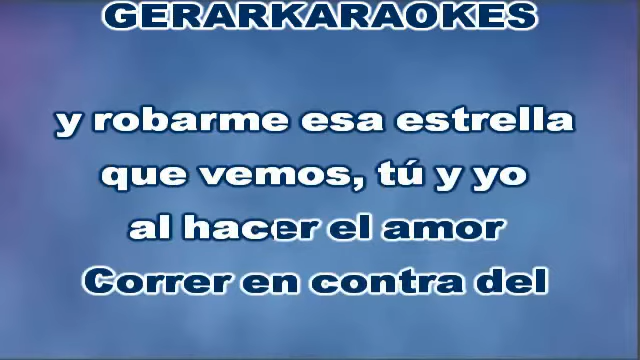 GERARKARAOKES
y robarme esa estrella
que vemos, tú y yo
al hacer el amor
Correr en contra del